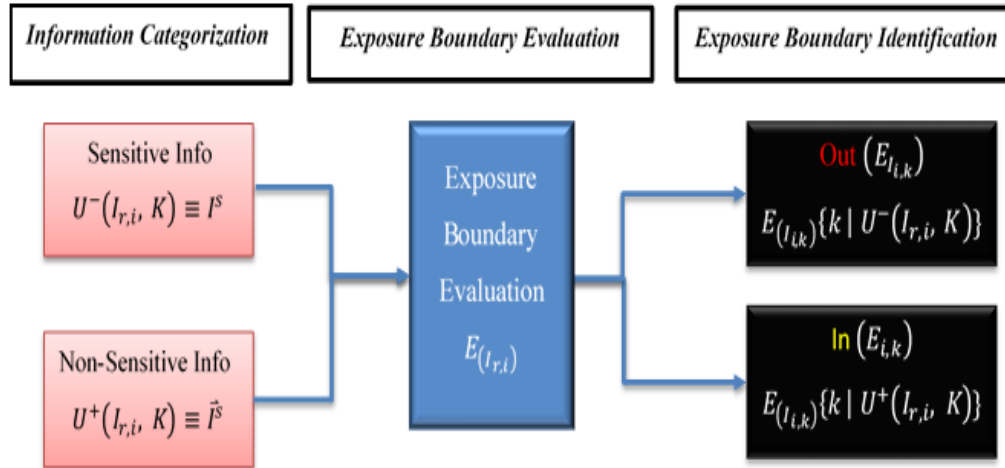 Information Categorization
Exposure Boundary Evaluation
Exposure Boundary Identification
Sensitive Info
U⁻(I_{r,i}, K) ≡ I^s
Non-Sensitive Info
U⁺(I_{r,i}, K) ≡ I⃗^s
Exposure
Boundary
Evaluation
E_{(I_{r,i})}
Out (E_{I_{i,k}})
E_{(I_{i,k})}{k | U⁻(I_{r,i}, K)}
In (E_{i,k})
E_{(I_{i,k})}{k | U⁺(I_{r,i}, K)}